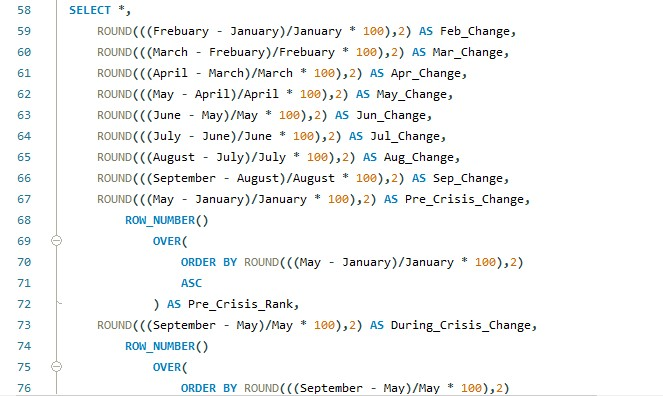 58 SELECT *,
59 ROUND(((Frebuary - January)/January * 100),2) AS Feb_Change,
60 ROUND(((March - Frebuary)/Frebuary * 100),2) AS Mar_Change,
61 ROUND(((April - March)/March * 100),2) AS Apr_Change,
62 ROUND(((May - April)/April * 100),2) AS May_Change,
63 ROUND(((June - May)/May * 100),2) AS Jun_Change,
64 ROUND(((July - June)/June * 100),2) AS Jul_Change,
65 ROUND(((August - July)/July * 100),2) AS Aug_Change,
66 ROUND(((September - August)/August * 100),2) AS Sep_Change,
67 ROUND(((May - January)/January * 100),2) AS Pre_Crisis_Change,
68 ROW_NUMBER()
69 OVER(
70 ORDER BY ROUND(((May - January)/January * 100),2)
71 ASC
72 ) AS Pre_Crisis_Rank,
73 ROUND(((September - May)/May * 100),2) AS During_Crisis_Change,
74 ROW_NUMBER()
75 OVER(
76 ORDER BY ROUND(((September - May)/May * 100),2)